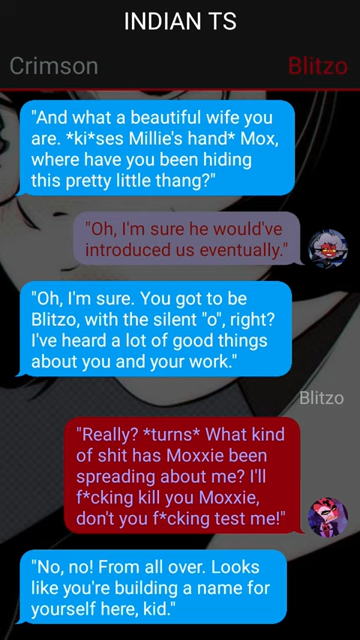 INDIAN TS
Crimson
Blitzo
"And what a beautiful wife you
are. *ki*ses Millie's hand* Mox,
where have you been hiding
this pretty little thang?"
"Oh, I'm sure he would've
introduced us eventually."
"Oh, I'm sure. You got to be
Blitzo, with the silent "o", right?
I've heard a lot of good things
about you and your work."
Blitzo
"Really? *turns* What kind
of shit has Moxxie been
spreading about me? I'll
f*cking kill you Moxxie,
don't you f*cking test me!"
"No, no! From all over. Looks
like you're building a name for
yourself here, kid."